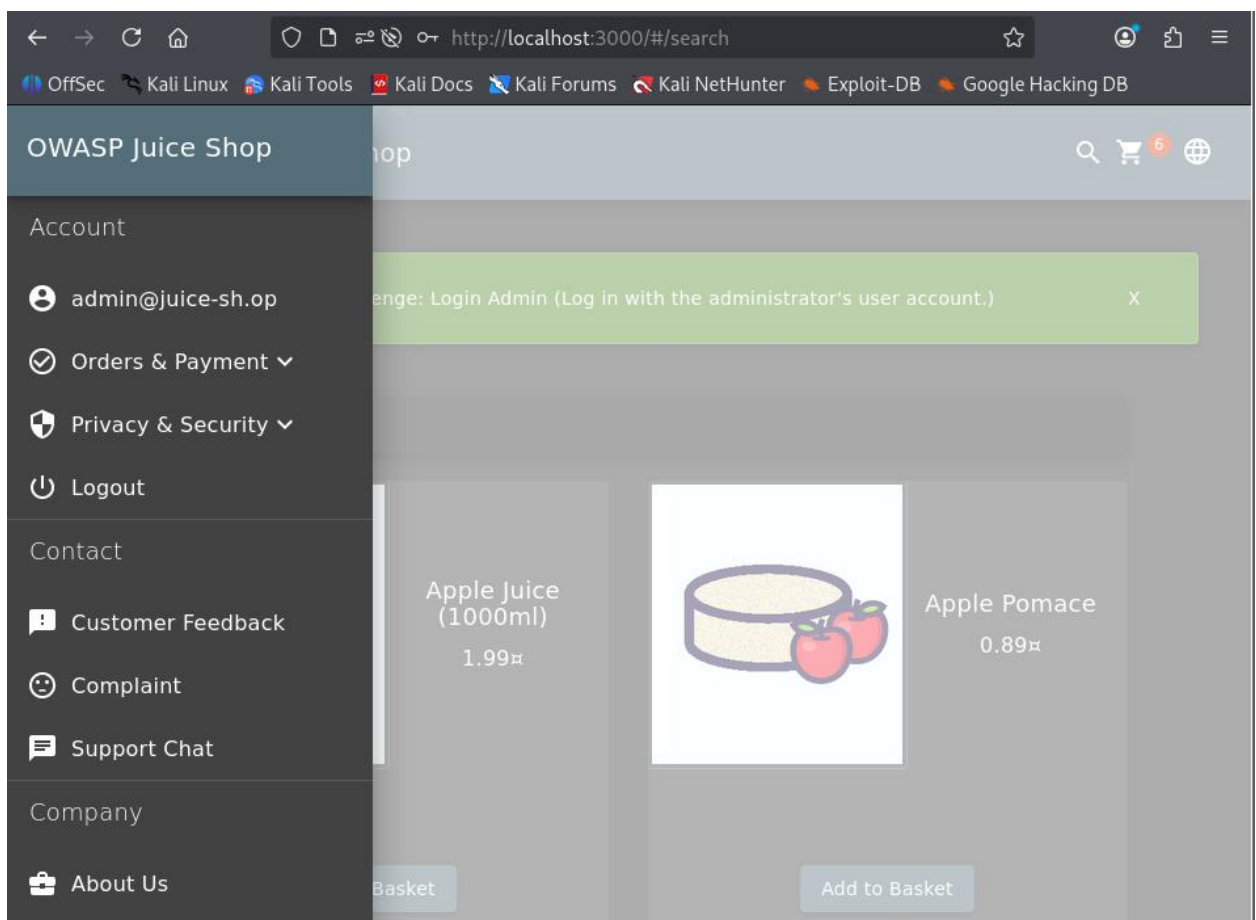 http://localhost:3000/#/search
OffSec Kali Linux Kali Tools Kali Docs Kali Forums Kali NetHunter Exploit-DB Google Hacking DB
OWASP Juice Shop
hop
6
Account
admin@juice-sh.op
enge: Login Admin (Log in with the administrator's user account.) X
Orders & Payment
Privacy & Security
Logout
Contact
Customer Feedback
Complaint
Support Chat
Company
About Us
Apple Juice
(1000ml)
1.99¤
Apple Pomace
0.89¤
Basket
Add to Basket